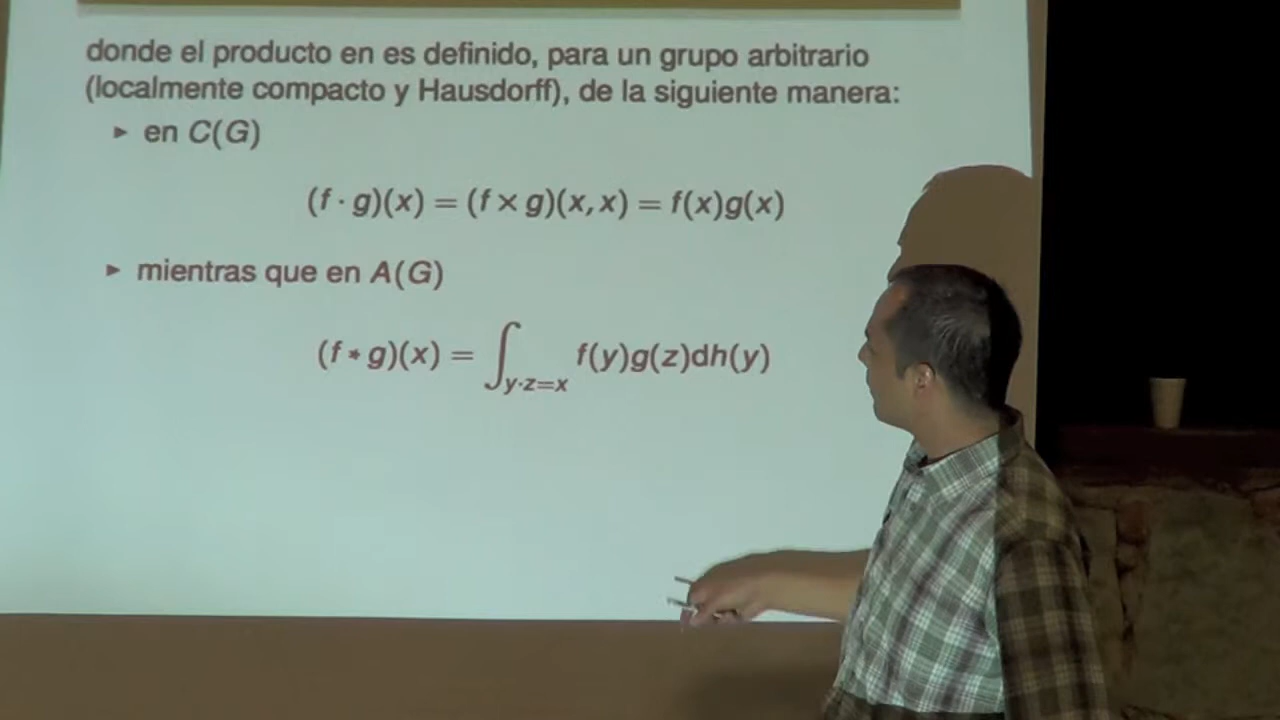 donde el producto en es definido, para un grupo arbitrario
(localmente compacto y Hausdorff), de la siguiente manera:
▸ en C(G)
(f · g)(x) = (f × g)(x, x) = f(x)g(x)
▸ mientras que en A(G)
(f ⋆ g)(x) = ∫_{y·z=x} f(y)g(z)dh(y)